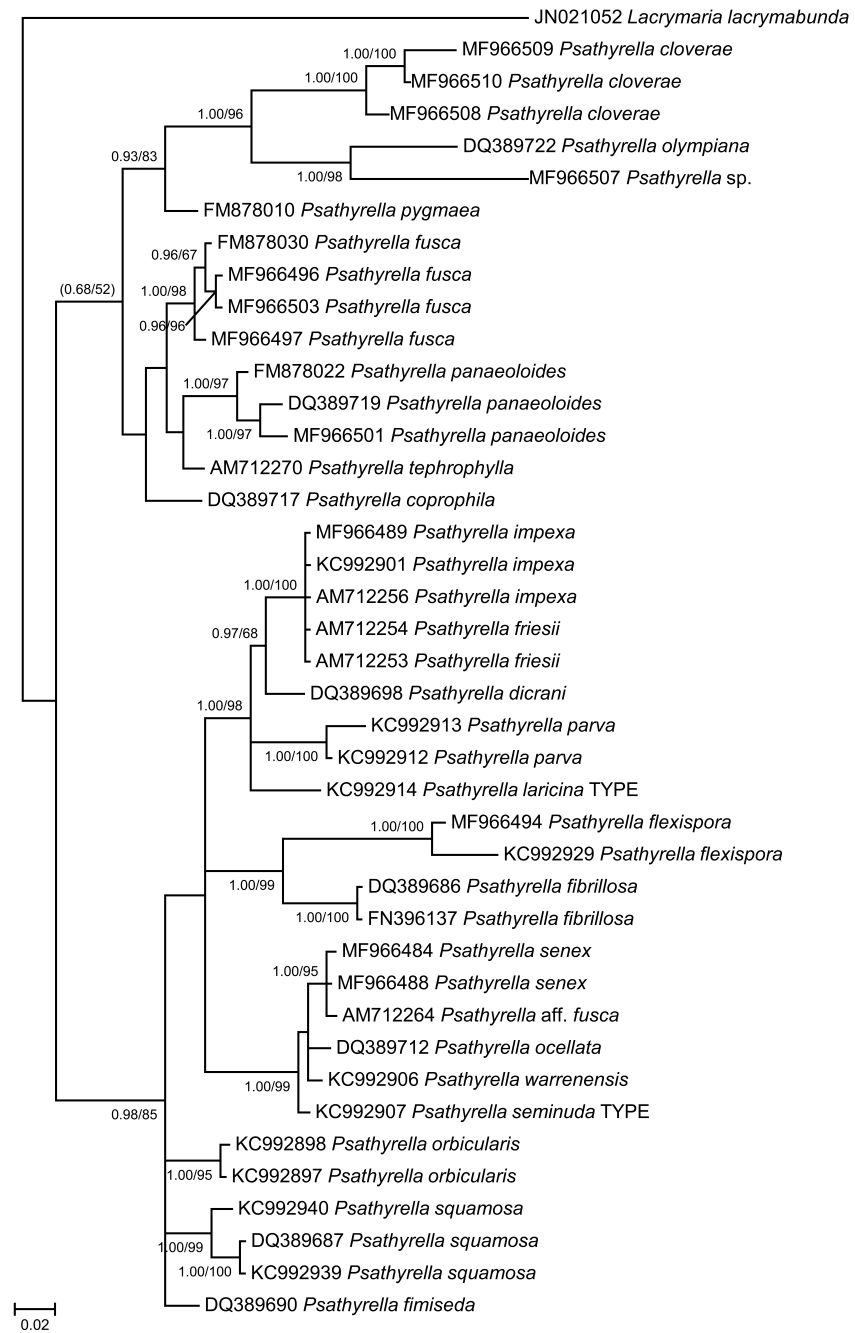 JN021052 Lacrymaria lacrymabunda
1.00/100 MF966509 Psathyrella cloverae
1.00/100 MF966510 Psathyrella cloverae
MF966508 Psathyrella cloverae
1.00/96
DQ389722 Psathyrella olympiana
0.93/83
1.00/98 MF966507 Psathyrella sp.
FM878010 Psathyrella pygmaea
FM878030 Psathyrella fusca
0.96/67
MF966496 Psathyrella fusca
(0.68/52) 1.00/98
MF966503 Psathyrella fusca
0.96/96
MF966497 Psathyrella fusca
FM878022 Psathyrella panaeoloides
1.00/97
DQ389719 Psathyrella panaeoloides
1.00/97 MF966501 Psathyrella panaeoloides
AM712270 Psathyrella tephrophylla
DQ389717 Psathyrella coprophila
MF966489 Psathyrella impexa
KC992901 Psathyrella impexa
1.00/100
AM712256 Psathyrella impexa
0.97/68 AM712254 Psathyrella friesii
AM712253 Psathyrella friesii
DQ389698 Psathyrella dicrani
1.00/98
KC992913 Psathyrella parva
1.00/100 KC992912 Psathyrella parva
KC992914 Psathyrella laricina TYPE
1.00/100 MF966494 Psathyrella flexispora
KC992929 Psathyrella flexispora
1.00/99 DQ389686 Psathyrella fibrillosa
1.00/100 FN396137 Psathyrella fibrillosa
MF966484 Psathyrella senex
1.00/95
MF966488 Psathyrella senex
AM712264 Psathyrella aff. fusca
DQ389712 Psathyrella ocellata
1.00/99 KC992906 Psathyrella warrenensis
0.98/85 KC992907 Psathyrella seminuda TYPE
KC992898 Psathyrella orbicularis
1.00/95 KC992897 Psathyrella orbicularis
KC992940 Psathyrella squamosa
1.00/99 DQ389687 Psathyrella squamosa
1.00/100 KC992939 Psathyrella squamosa
DQ389690 Psathyrella fimiseda
0.02